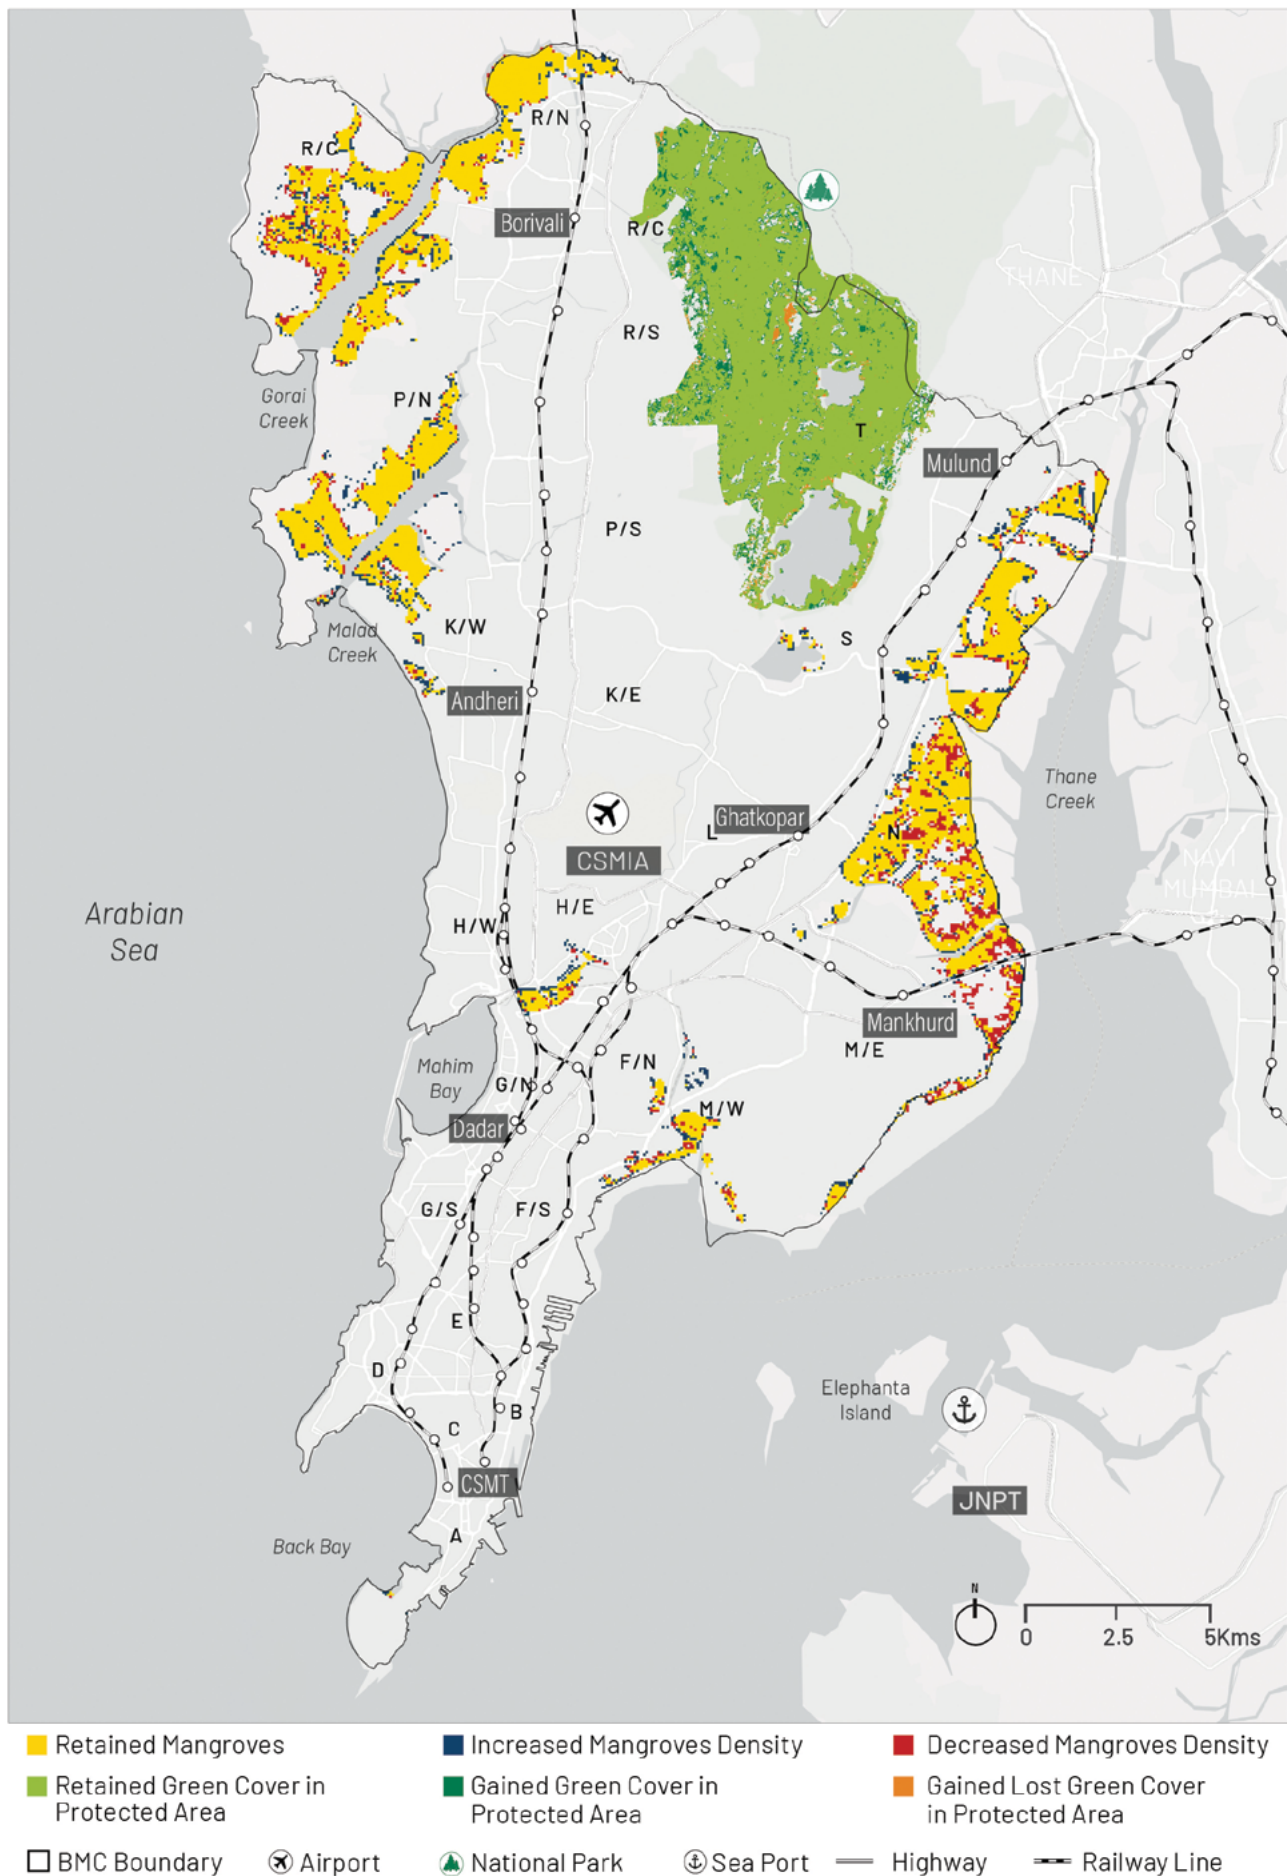 R/N
R/C
Borivali
R/C
THANE
R/S
Gorai
Creek
P/N
T
Mulund
P/S
Malad
Creek
K/W
S
Andheri
K/E
Thane
Creek
Ghatkopar
L
N
CSMIA
NAVI
MUMBAI
Arabian
Sea
H/E
H/W
Mankhurd
M/E
Mahim
Bay
F/N
G/N
M/W
Dadar
G/S
F/S
E
D
Elephanta
Island
B
C
CSMT
JNPT
A
Back Bay
N
0 2.5 5Kms
Retained Mangroves
Increased Mangroves Density
Decreased Mangroves Density
Retained Green Cover in
Protected Area
Gained Green Cover in
Protected Area
Gained Lost Green Cover
in Protected Area
BMC Boundary
Airport
National Park
Sea Port
Highway
Railway Line